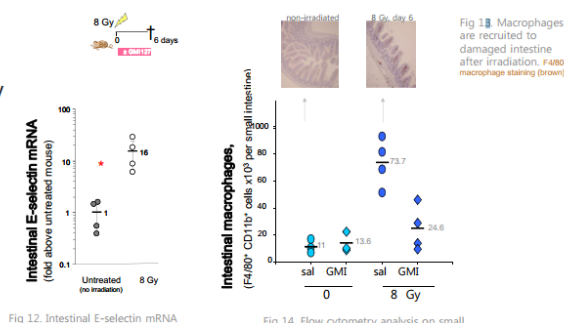 8 Gy
0
6 days
± GMI127
y
Intestinal E-selectin mRNA
(fold above untreated mouse)
100
10
1
0.1
*
1
16
Untreated
(no irradiation)
8 Gy
Fig 12. Intestinal E-selectin mRNA
non-irradiated
8 Gy, day 6
Fig 13. Macrophages
are recruited to
damaged intestine
after irradiation. F4/80
macrophage staining (brown)
Intestinal macrophages,
(F4/80⁺ CD11b⁺ cells x10³ per small intestine)
1000
80
60
40
20
0
11
13.6
73.7
24.6
sal GMI sal GMI
0 8 Gy
Fig 14. Flow cytometry analysis on small